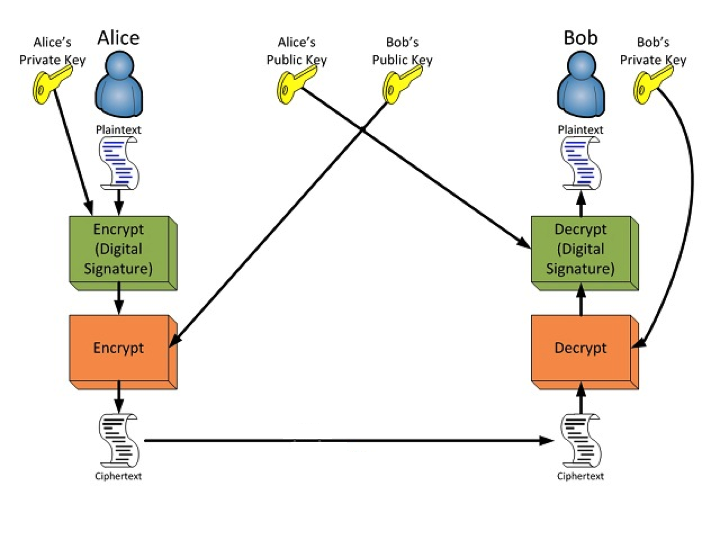 Alice's
Private Key
Alice
Alice's
Public Key
Bob's
Public Key
Bob
Bob's
Private Key
Plaintext
Plaintext
Encrypt
(Digital
Signature)
Decrypt
(Digital
Signature)
Encrypt
Decrypt
Ciphertext
Ciphertext